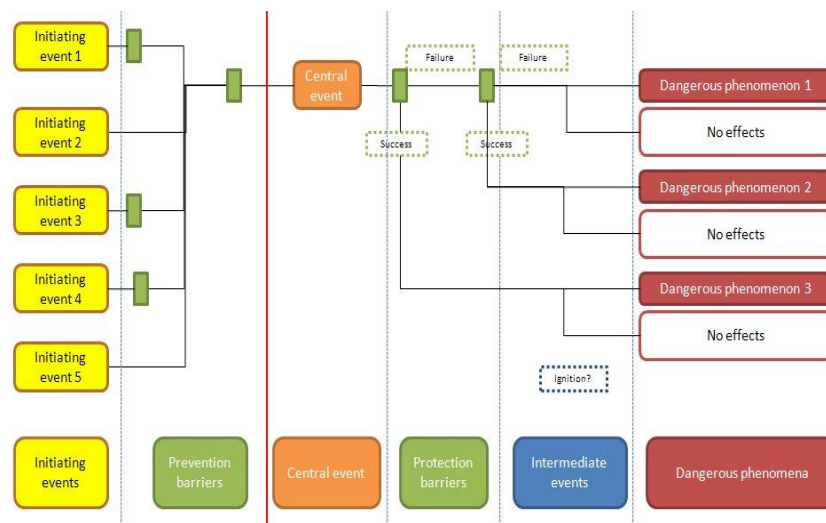 Initiating
event 1
Failure
Failure
Central
event
Dangerous phenomenon 1
Initiating
event 2
No effects
Success
Success
Dangerous phenomenon 2
Initiating
event 3
No effects
Initiating
event 4
Dangerous phenomenon 3
No effects
Initiating
event 5
Ignition?
Initiating
events
Prevention
barriers
Central event
Protection
barriers
Intermediate
events
Dangerous phenomena